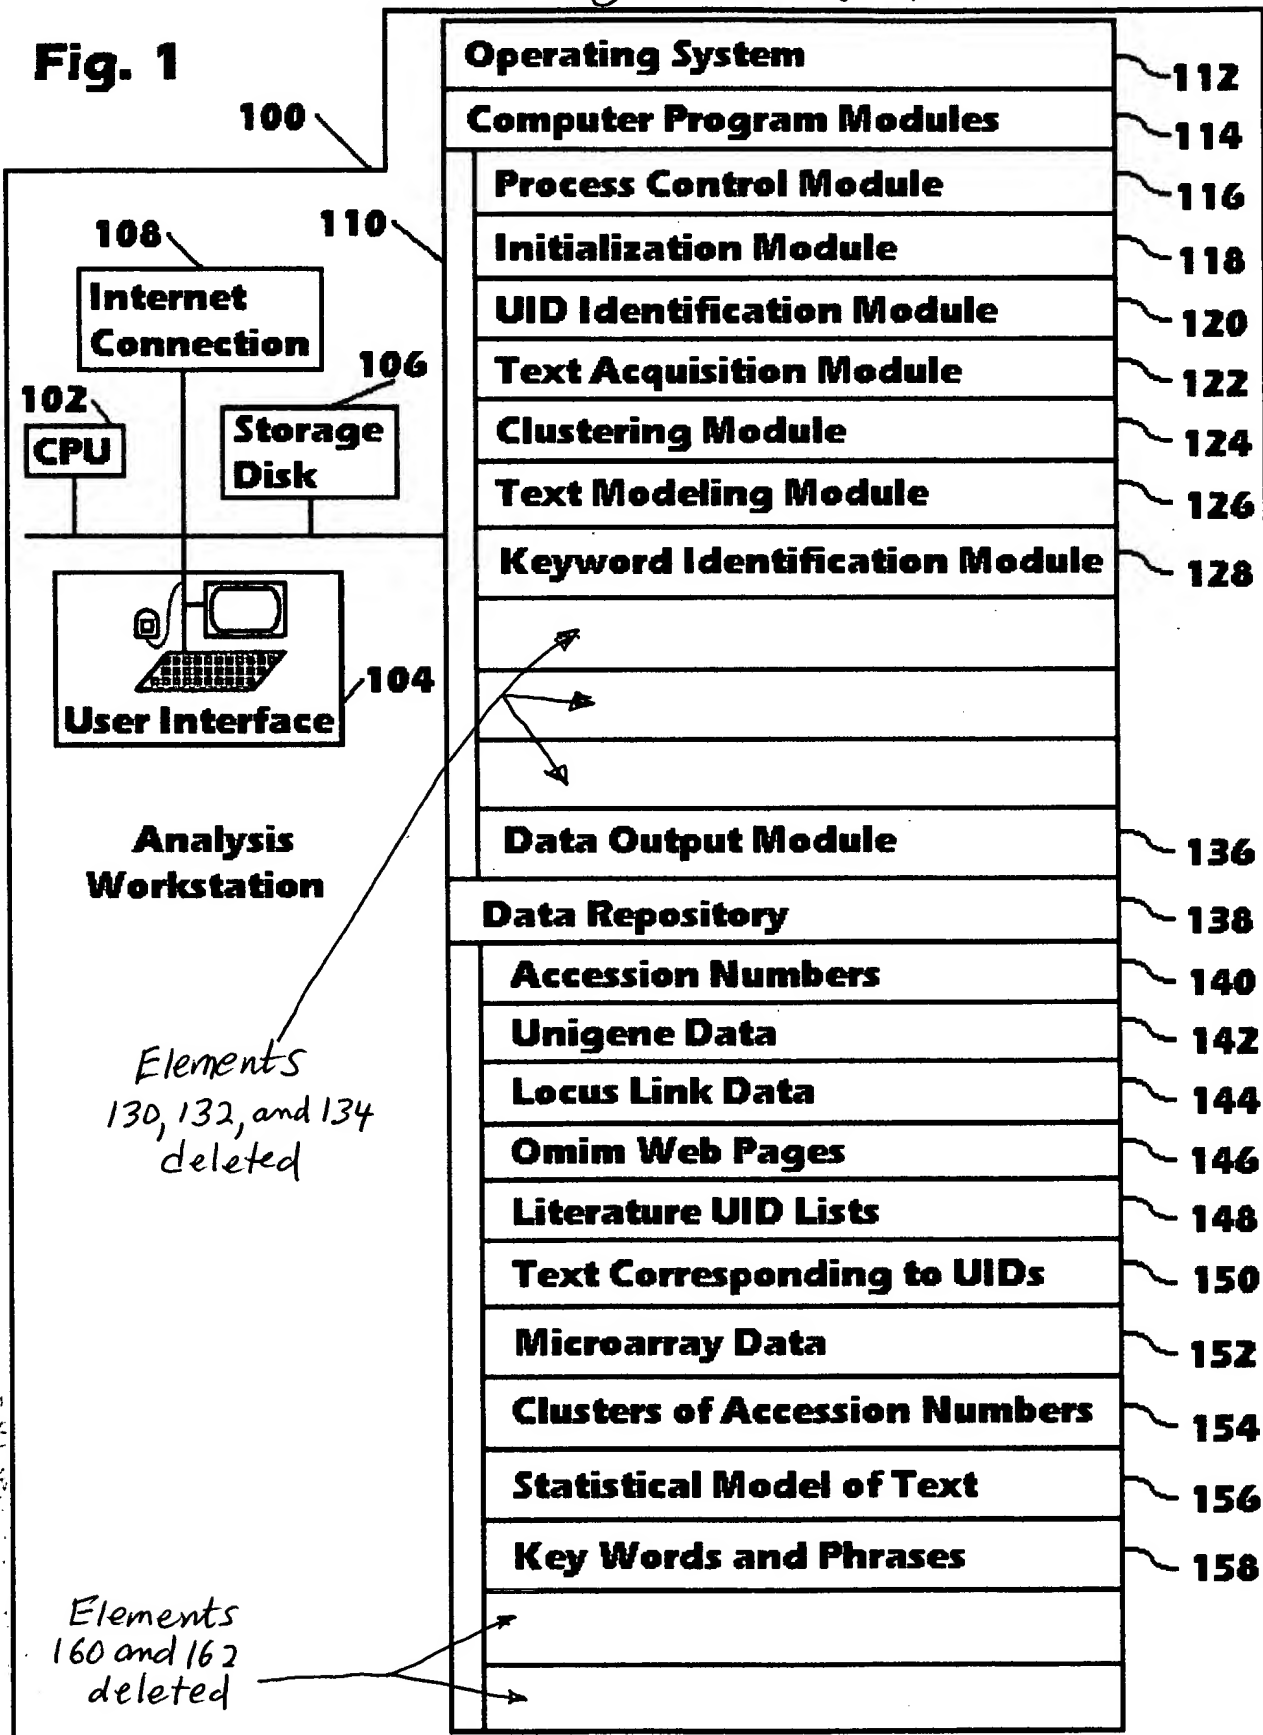 Fig. 1
100
108
Internet
Connection
106
102
CPU
Storage
Disk
104
User Interface
Analysis
Workstation
110
Operating System 112
Computer Program Modules 114
Process Control Module 116
Initialization Module 118
UID Identification Module 120
Text Acquisition Module 122
Clustering Module 124
Text Modeling Module 126
Keyword Identification Module 128
Elements
130, 132, and 134
deleted
Data Output Module 136
Data Repository 138
Accession Numbers 140
Unigene Data 142
Locus Link Data 144
Omim Web Pages 146
Literature UID Lists 148
Text Corresponding to UIDs 150
Microarray Data 152
Clusters of Accession Numbers 154
Statistical Model of Text 156
Key Words and Phrases 158
Elements
160 and 162
deleted